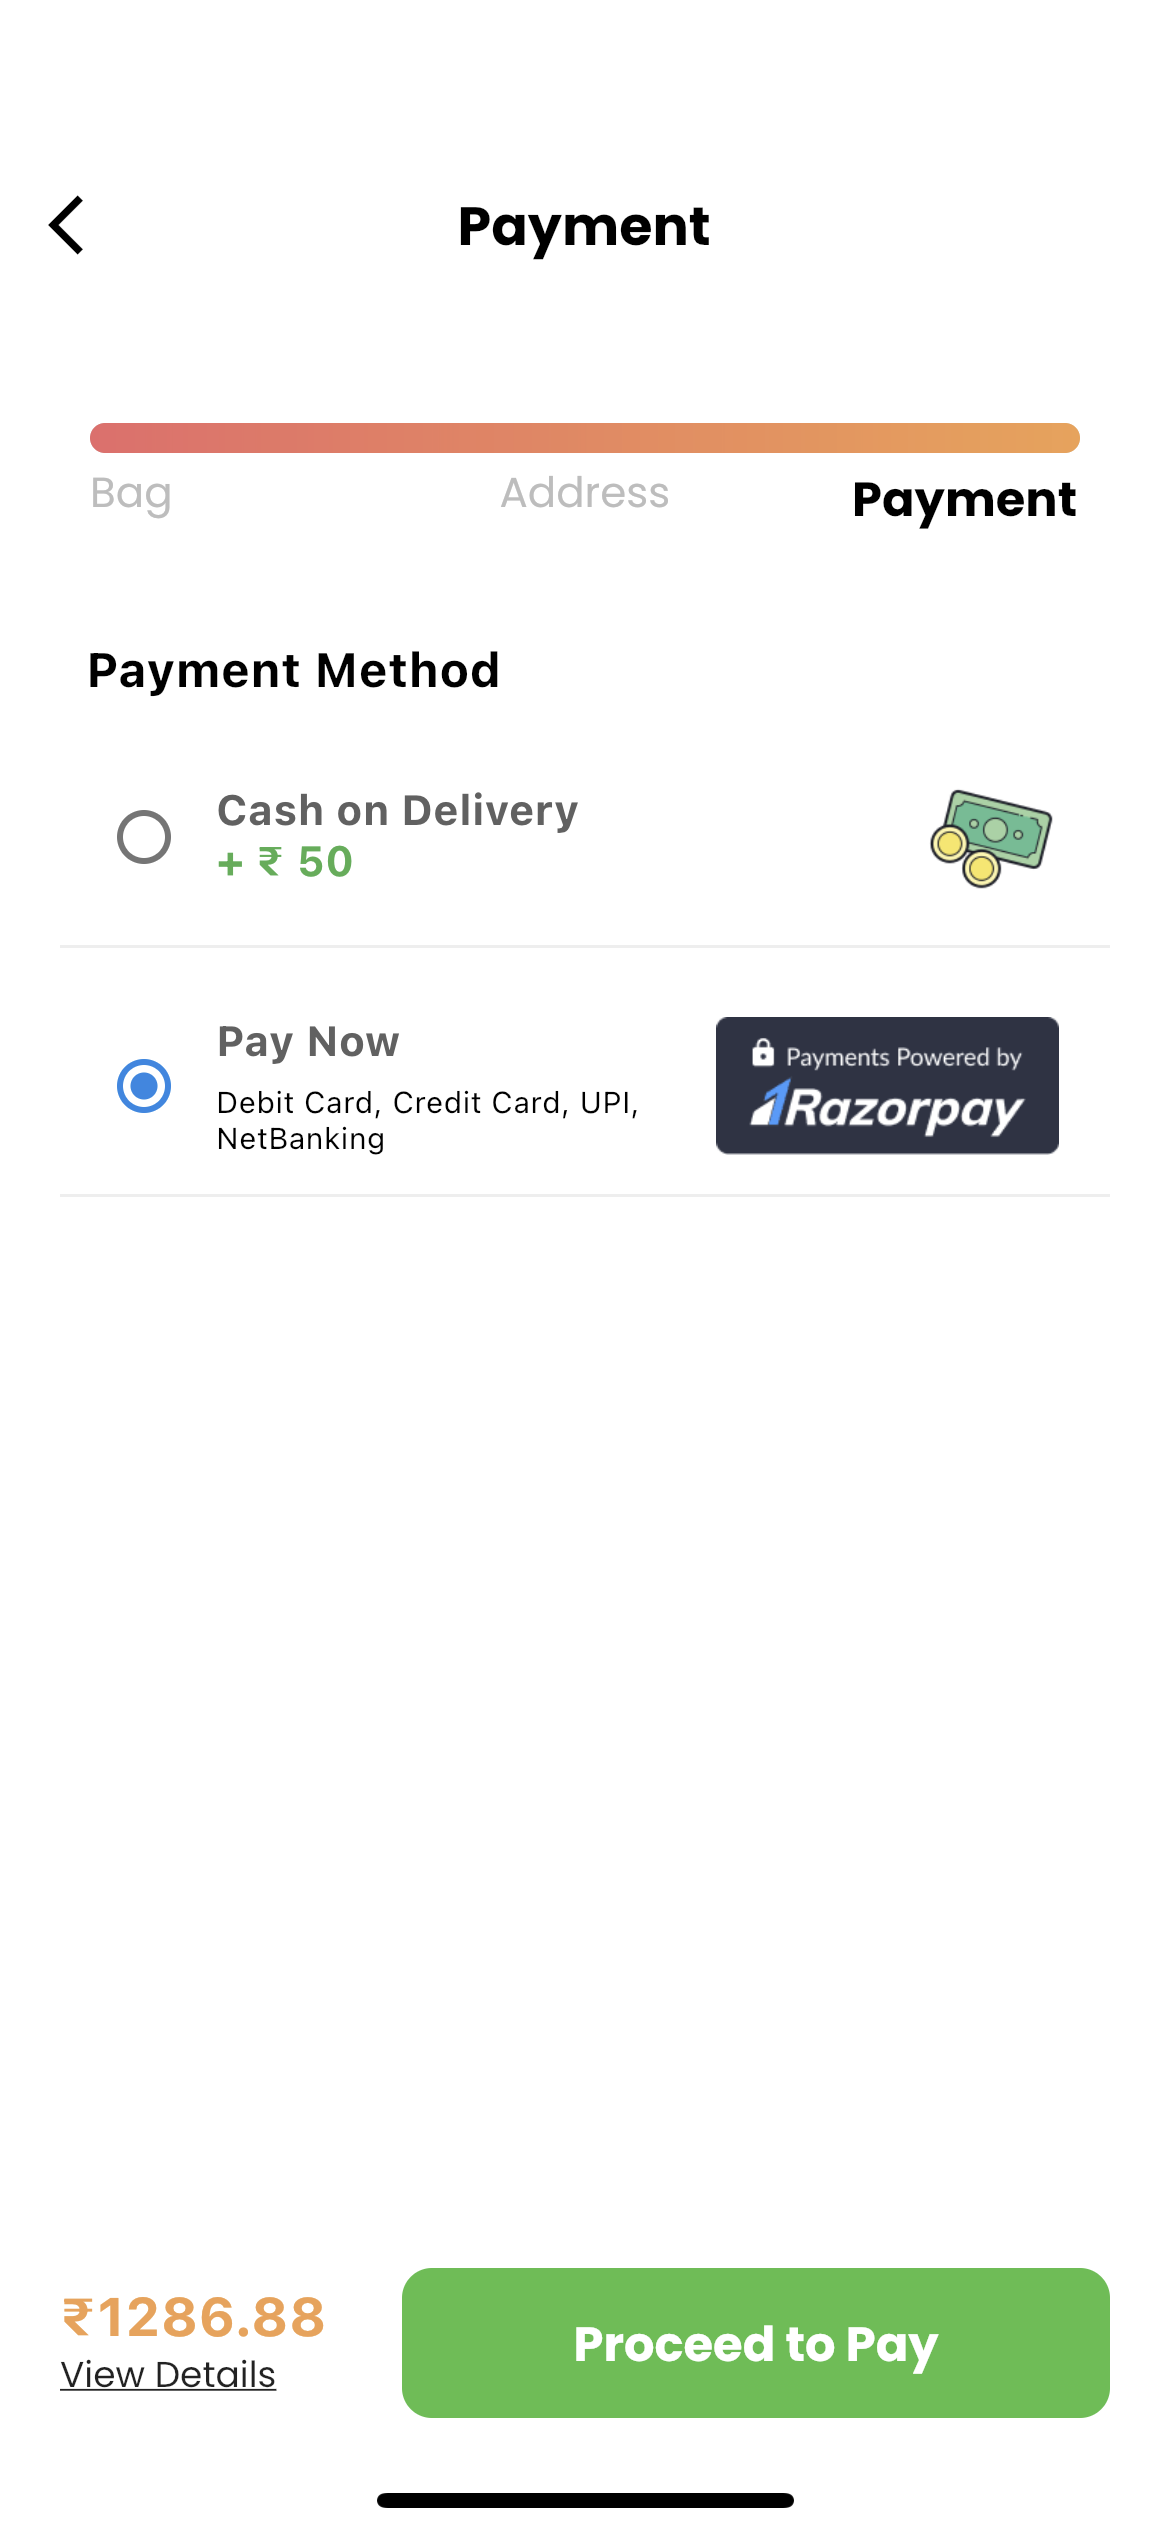 Payment
Bag Address Payment
Payment Method
Cash on Delivery
+ ₹ 50
Pay Now
Debit Card, Credit Card, UPI,
NetBanking
Payments Powered by
Razorpay
₹1286.88
View Details
Proceed to Pay